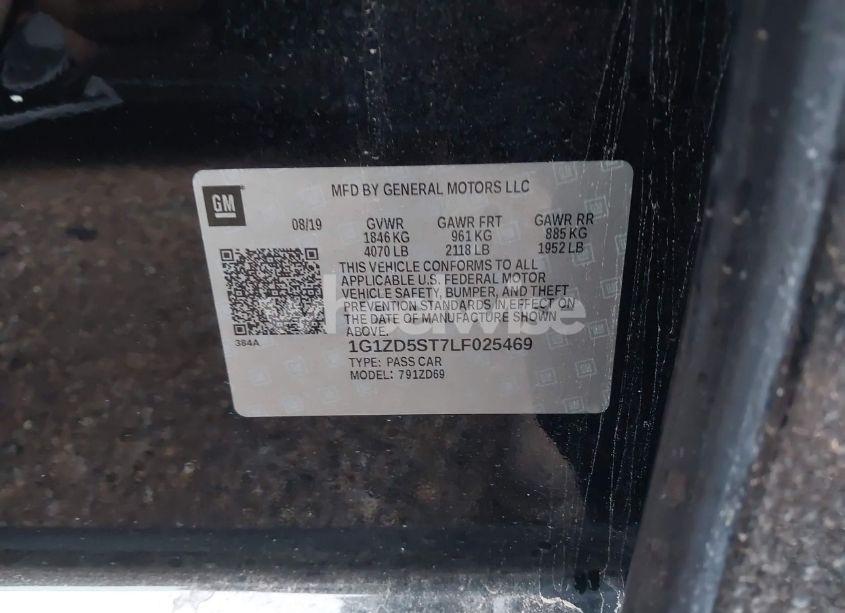 GM
MFD BY GENERAL MOTORS LLC
08/19 GVWR GAWR FRT GAWR RR
1846 KG 961 KG 885 KG
4070 LB 2118 LB 1952 LB
THIS VEHICLE CONFORMS TO ALL
APPLICABLE U.S. FEDERAL MOTOR
VEHICLE SAFETY, BUMPER, AND THEFT
PREVENTION STANDARDS IN EFFECT ON
THE DATE OF MANUFACTURE SHOWN
ABOVE.
384A
1G1ZD5ST7LF025469
TYPE: PASS CAR
MODEL: 791ZD69